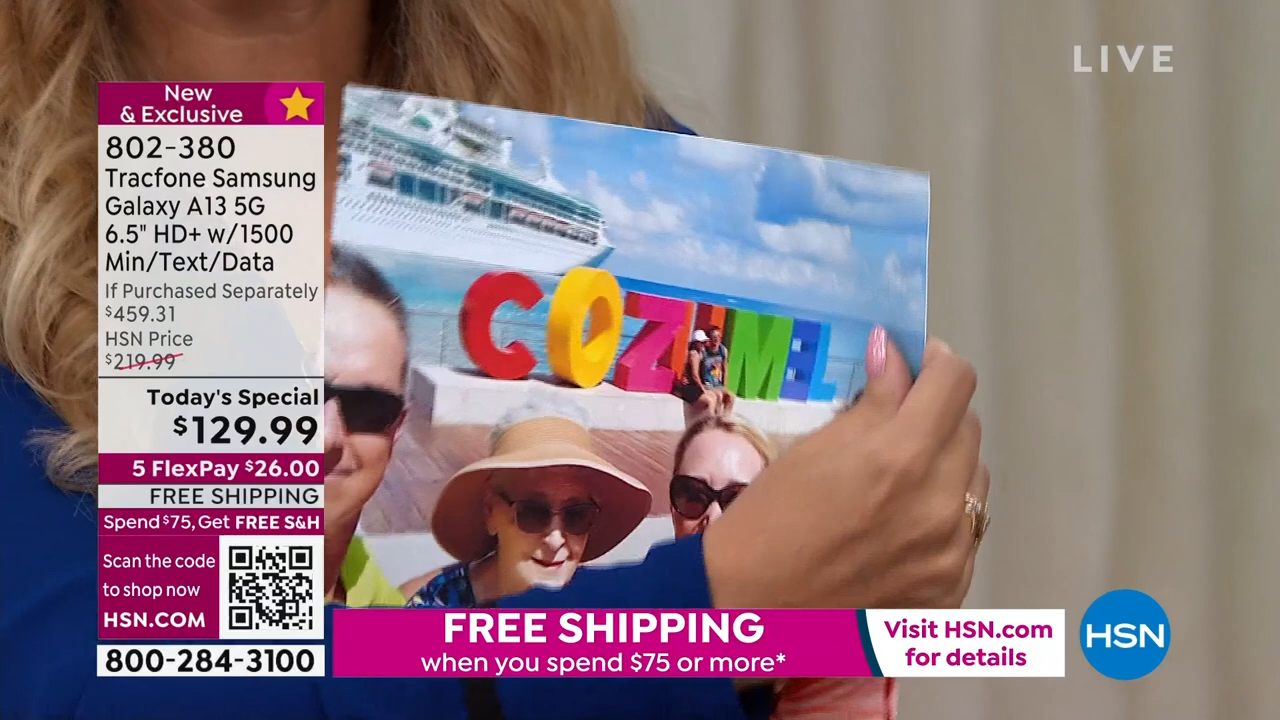 LIVE
New
& Exclusive
802-380
Tracfone Samsung
Galaxy A13 5G
6.5" HD+ w/1500
Min/Text/Data
If Purchased Separately
$459.31
HSN Price
$219.99
Today's Special
$129.99
5 FlexPay $26.00
FREE SHIPPING
Spend $75, Get FREE S&H
Scan the code
to shop now
HSN.COM
800-284-3100
COZUMEL
FREE SHIPPING
when you spend $75 or more*
Visit HSN.com
for details
HSN